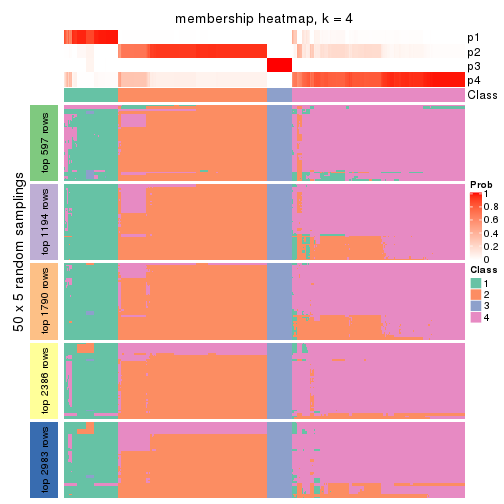 membership heatmap, k = 4
p1
p2
p3
p4
Class
50 x 5 random samplings
top 597 rows
top 1194 rows
top 1790 rows
top 2386 rows
top 2983 rows
Prob
1
0.8
0.6
0.4
0.2
0
Class
1
2
3
4